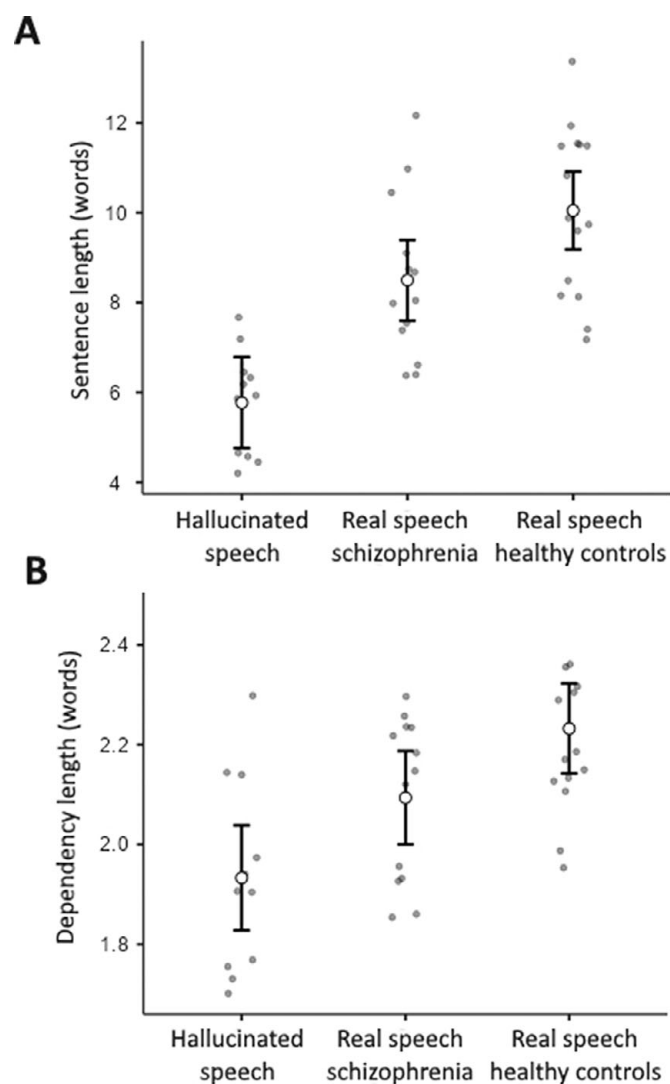 A
Sentence length (words)
12
10
8
6
4
Hallucinated Real speech Real speech
speech schizophrenia healthy controls
B
Dependency length (words)
2.4
2.2
2.0
1.8
Hallucinated Real speech Real speech
speech schizophrenia healthy controls